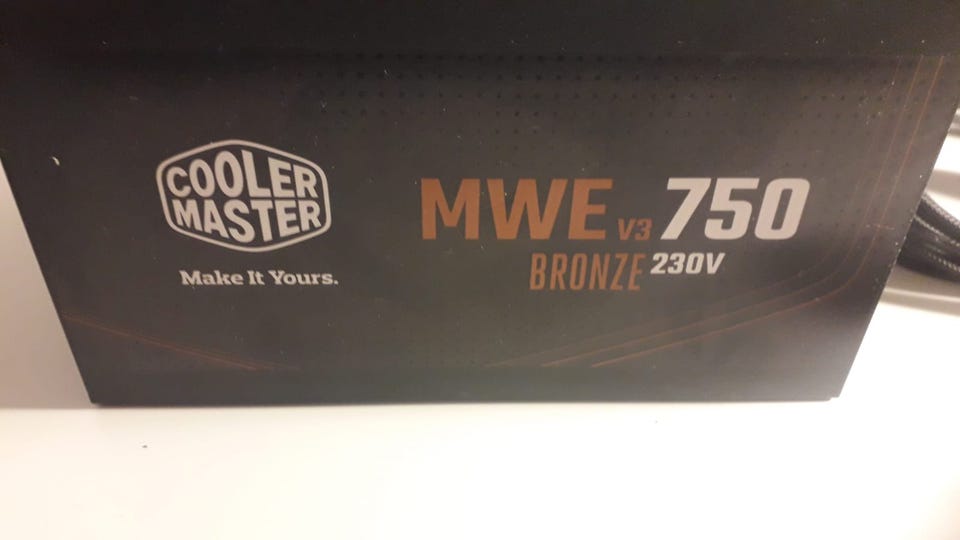 COOLER
MASTER
Make It Yours.
MWE V3 750
BRONZE 230V